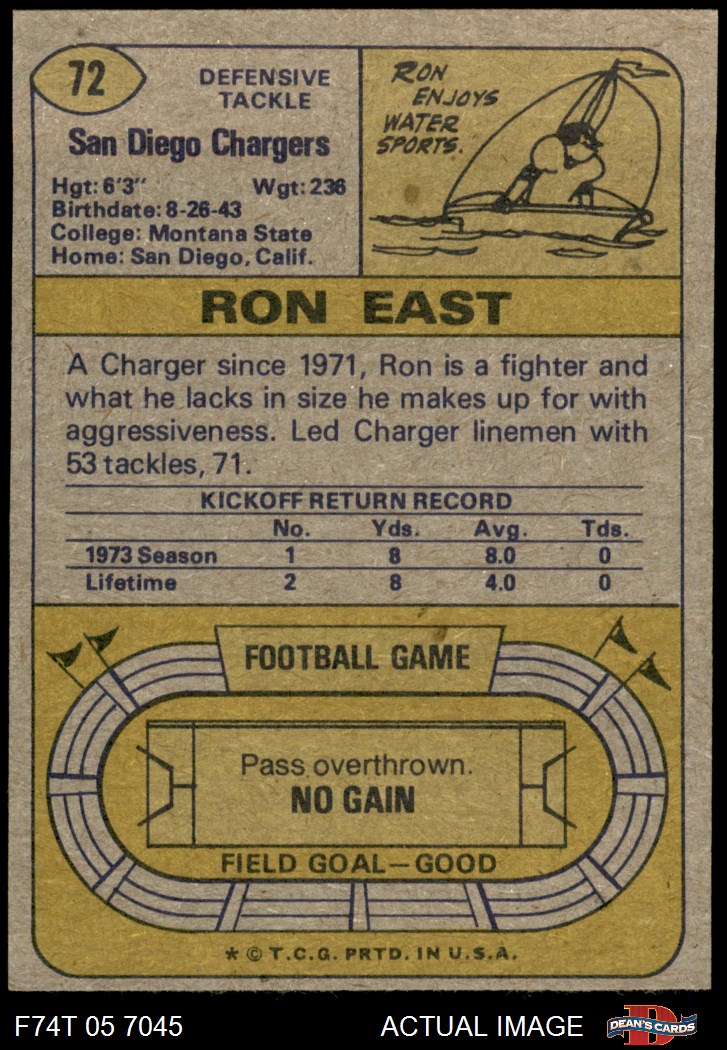 72
DEFENSIVE
TACKLE
San Diego Chargers
Hgt: 6'3" Wgt: 236
Birthdate: 8-26-43
College: Montana State
Home: San Diego, Calif.
RON
ENJOYS
WATER
SPORTS.
RON EAST
A Charger since 1971, Ron is a fighter and
what he lacks in size he makes up for with
aggressiveness. Led Charger linemen with
53 tackles, 71.
KICKOFF RETURN RECORD
No. Yds. Avg. Tds.
1973 Season 1 8 8.0 0
Lifetime 2 8 4.0 0
FOOTBALL GAME
Pass overthrown.
NO GAIN
FIELD GOAL—GOOD
* © T.C.G. PRTD. IN U.S.A.
F74T 05 7045 ACTUAL IMAGE
D
DEAN'S CARDS